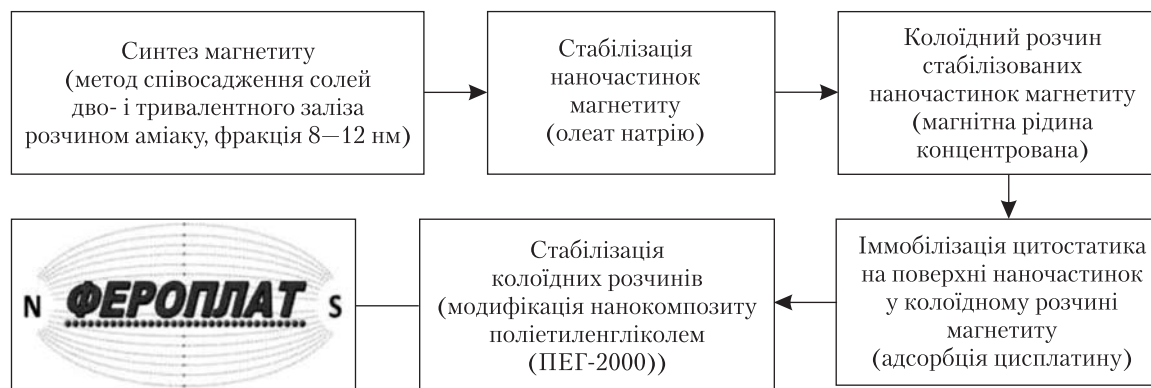 Синтез магнетиту
(метод співосадження солей
дво- і тривалентного заліза
розчином аміаку, фракція 8—12 нм)
Стабілізація
наночастинок
магнетиту
(олеат натрію)
Колоїдний розчин
стабілізованих
наночастинок магнетиту
(магнітна рідина
концентрована)
Іммобілізація цитостатика
на поверхні наночастинок
у колоїдному розчині
магнетиту
(адсорбція цисплатину)
Стабілізація
колоїдних розчинів
(модифікація нанокомпозиту
поліетиленгліколем
(ПЕГ-2000))
N ФЕРОПЛАТ S